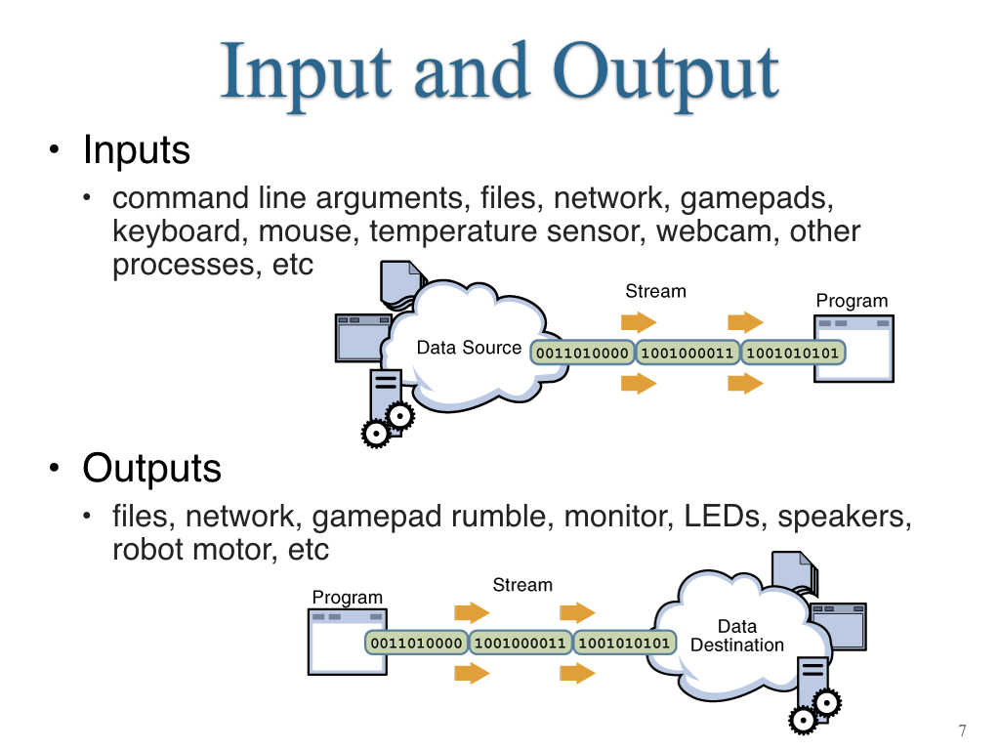 Input and Output
• Inputs
• command line arguments, files, network, gamepads,
keyboard, mouse, temperature sensor, webcam, other
processes, etc
Stream
Program
Data Source
0011010000 1001000011 1001010101
• Outputs
• files, network, gamepad rumble, monitor, LEDs, speakers,
robot motor, etc
Stream
Program
Data
Destination
0011010000 1001000011 1001010101
7